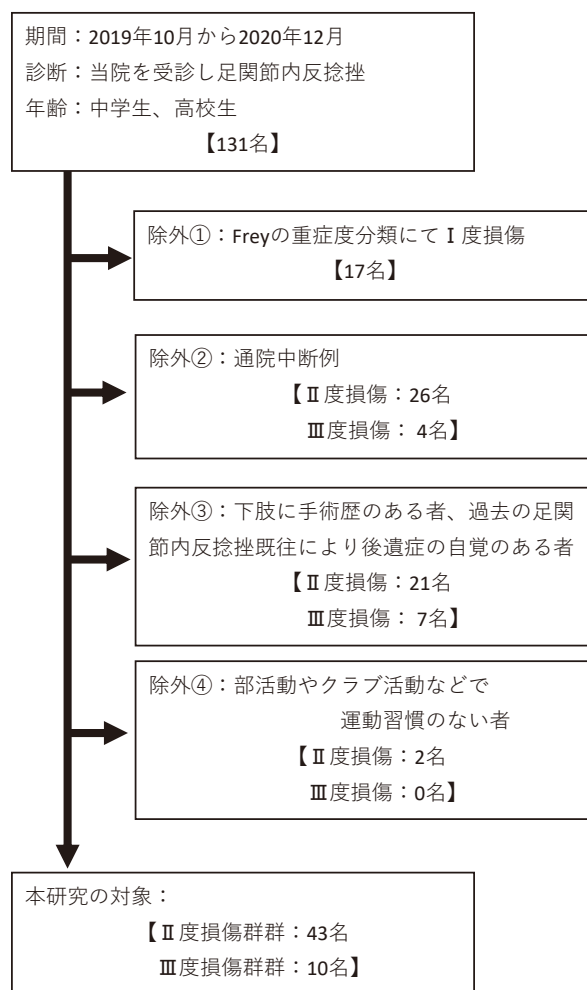 期間：2019年10月から2020年12月
診断：当院を受診し足関節内反捻挫
年齢：中学生、高校生
【131名】
除外①：Freyの重症度分類にてⅠ度損傷
【17名】
除外②：通院中断例
【Ⅱ度損傷：26名
Ⅲ度損傷： 4名】
除外③：下肢に手術歴のある者、過去の足関
節内反捻挫既往により後遺症の自覚のある者
【Ⅱ度損傷：21名
Ⅲ度損傷： 7名】
除外④：部活動やクラブ活動などで
運動習慣のない者
【Ⅱ度損傷：2名
Ⅲ度損傷：0名】
本研究の対象：
【Ⅱ度損傷群群：43名
Ⅲ度損傷群群：10名】